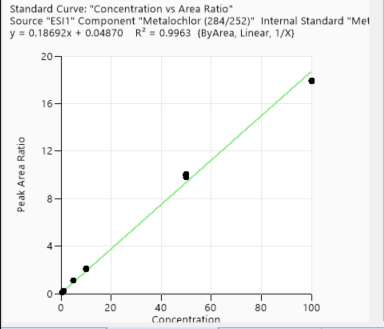 Standard Curve: "Concentration vs Area Ratio"
Source "ESI1" Component "Metalochlor (284/252)" Internal Standard "Met
y = 0.18692x + 0.04870 R² = 0.9963 (ByArea, Linear, 1/X)
20
16
12
8
4
0
Peak Area Ratio
0 20 40 60 80 100
Concentration